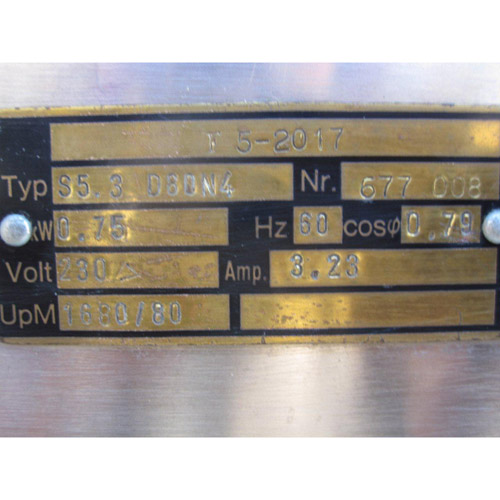 T 5-2017
Typ S5.3 D80N4 Nr. 677 008
kW 0.75 Hz 60 cosφ 0.79
Volt 230 Amp. 3.23
UpM 1680/80